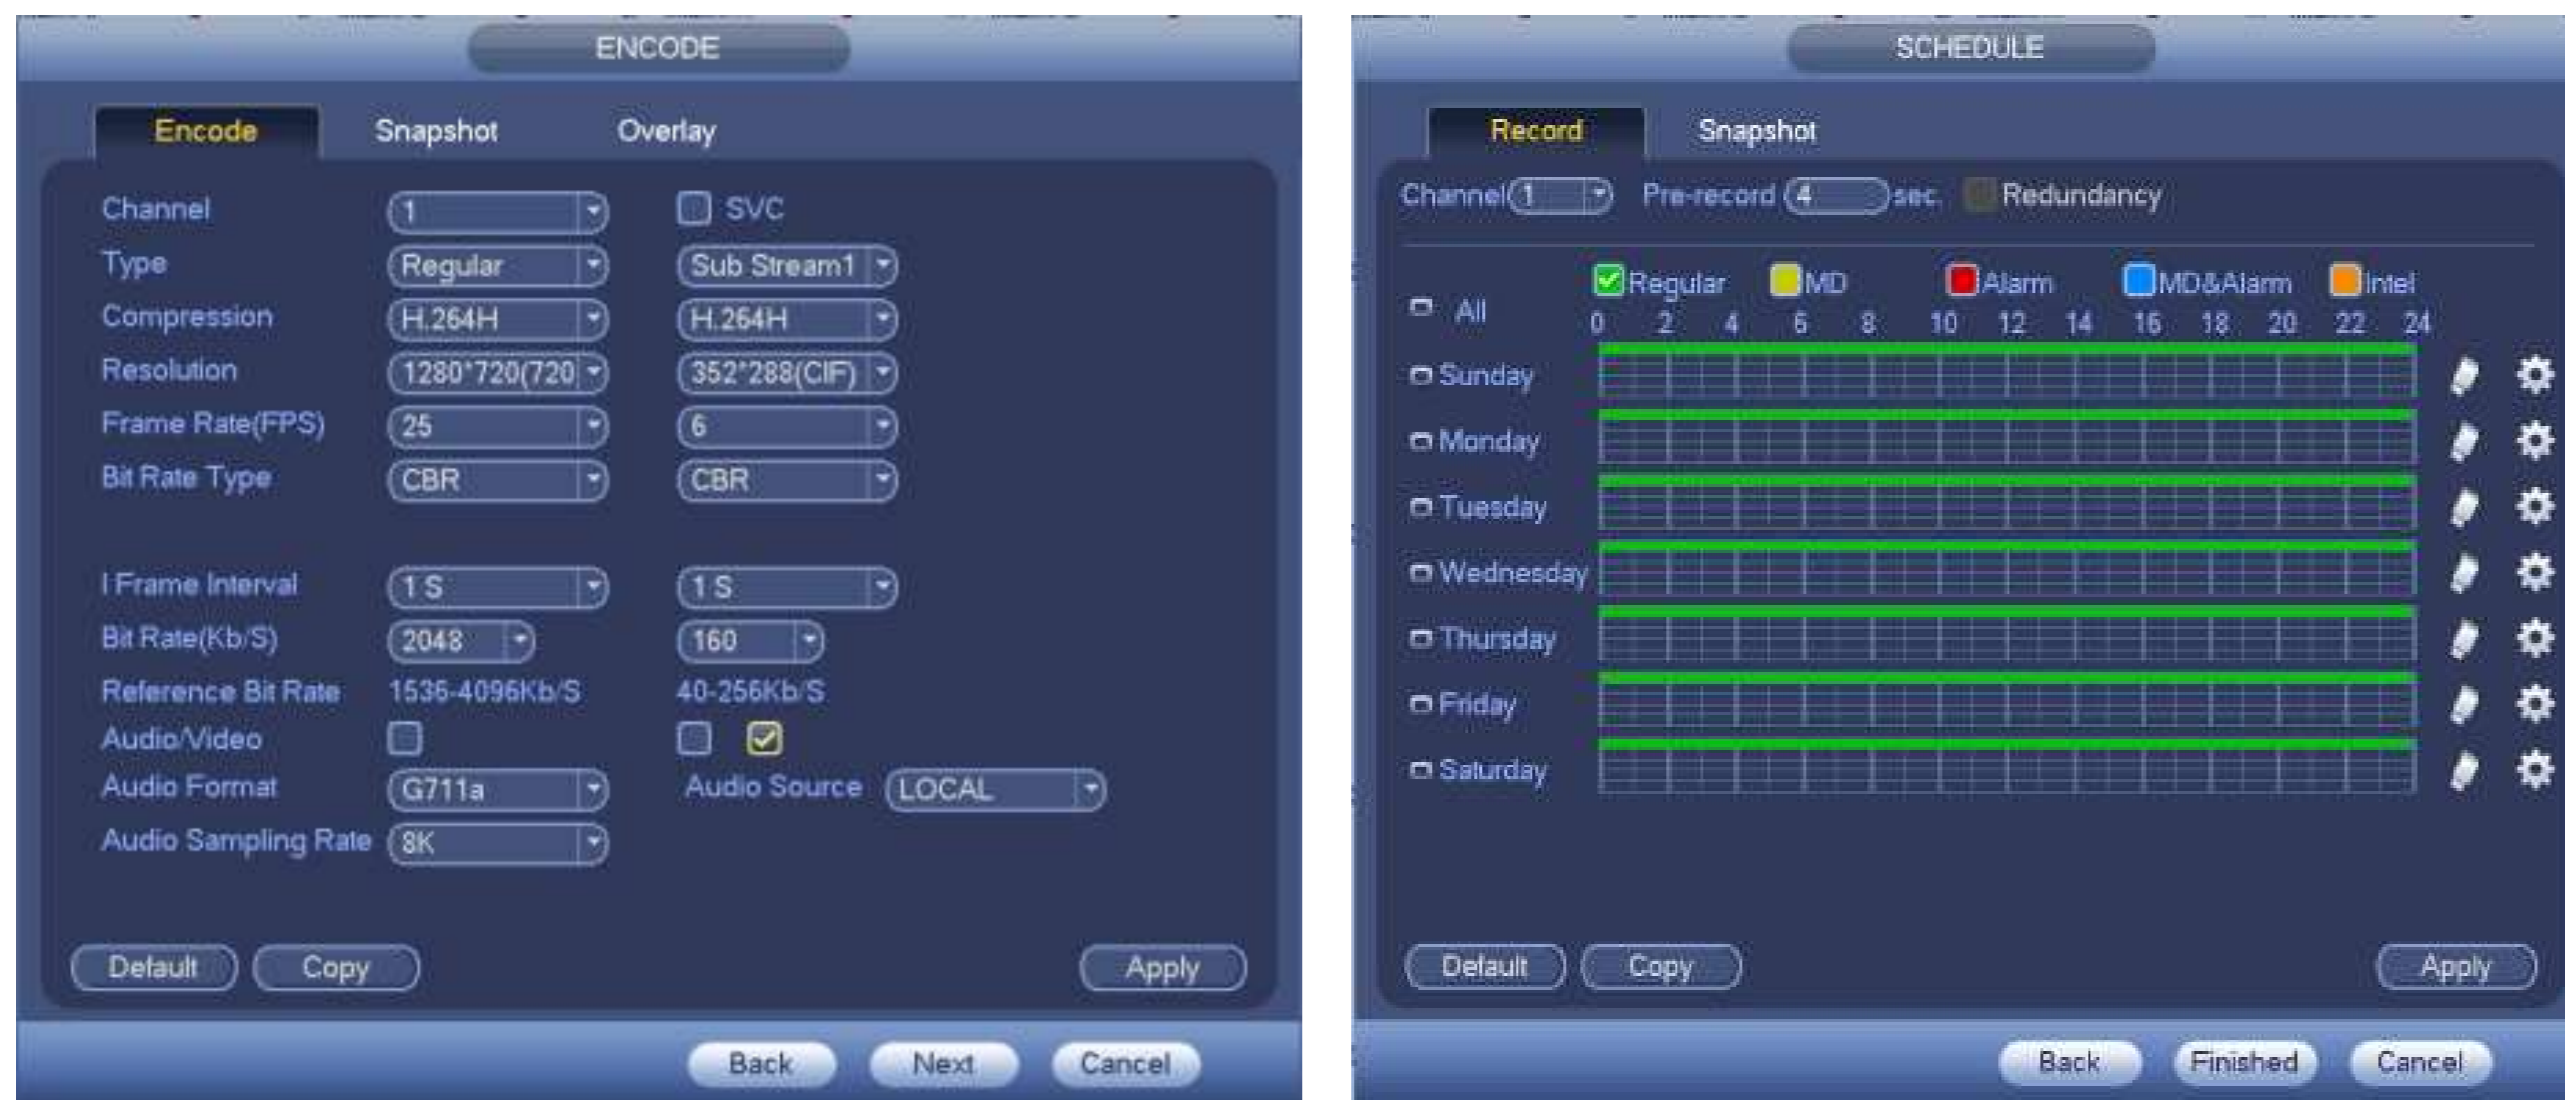 ENCODE
Encode Snapshot Overlay
Channel 1 SVC
Type Regular Sub Stream1
Compression H.264H H.264H
Resolution 1280*720(720 352*288(CIF)
Frame Rate(FPS) 25 6
Bit Rate Type CBR CBR
I Frame Interval 1 S 1 S
Bit Rate(Kb/S) 2048 160
Reference Bit Rate 1536-4096Kb/S 40-256Kb/S
Audio/Video
Audio Format G711a Audio Source LOCAL
Audio Sampling Rate 8K
Default Copy Apply
Back Next Cancel
SCHEDULE
Record Snapshot
Channel 1 Pre-record 4 sec. Redundancy
Regular MD Alarm MD&Alarm Intel
All
0 2 4 6 8 10 12 14 16 18 20 22 24
Sunday
Monday
Tuesday
Wednesday
Thursday
Friday
Saturday
Default Copy Apply
Back Finished Cancel